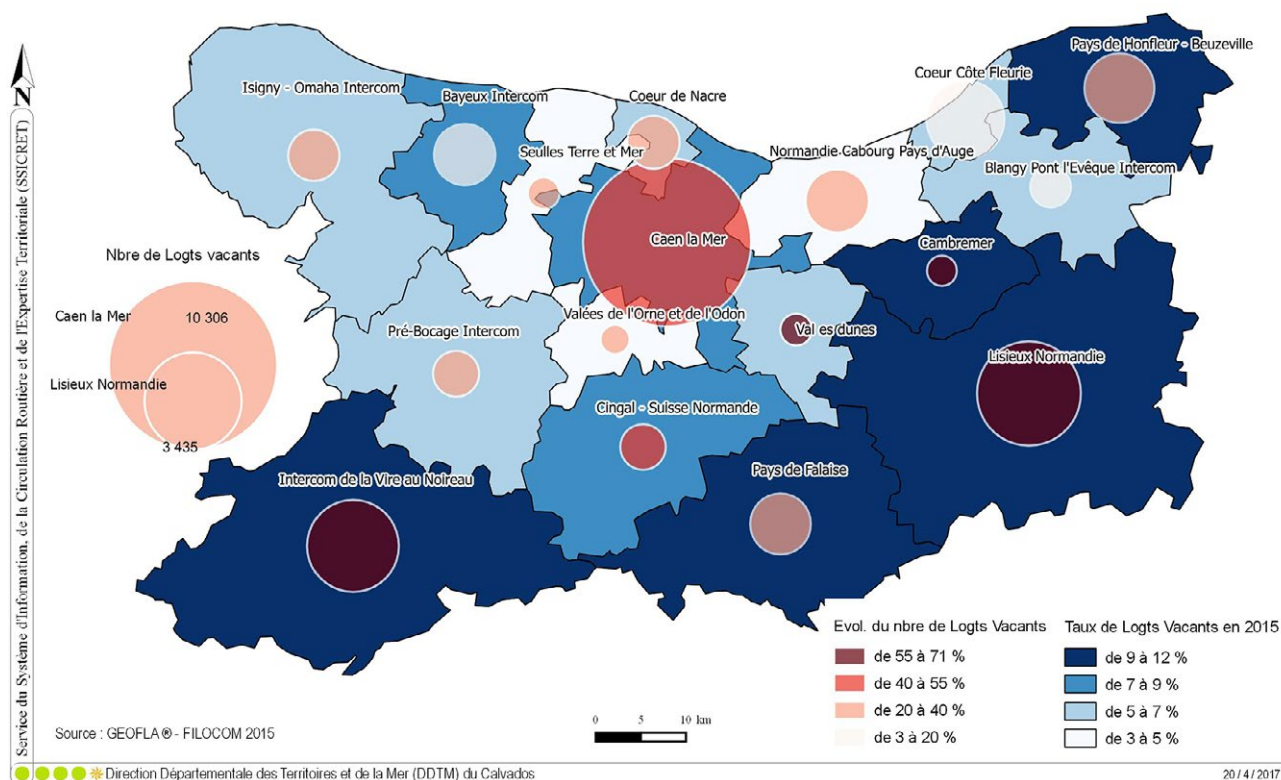 Pays de Honfleur - Beuzeville
Coeur Côte Fleurie
Isigny - Omaha Intercom
Bayeux Intercom
Coeur de Nacre
Seulles Terre et Mer
Normandie Cabourg Pays d'Auge
Blangy Pont l'Evêque Intercom
Caen la Mer
Cambremer
Valées de l'Orne et de l'Odon
Val es dunes
Pré-Bocage Intercom
Lisieux Normandie
Cingal - Suisse Normande
Intercom de la Vire au Noireau
Pays de Falaise
N
Nbre de Logts vacants
Caen la Mer
10 306
Lisieux Normandie
3 435
Evol. du nbre de Logts Vacants
de 55 à 71 %
de 40 à 55 %
de 20 à 40 %
de 3 à 20 %
Taux de Logts Vacants en 2015
de 9 à 12 %
de 7 à 9 %
de 5 à 7 %
de 3 à 5 %
0 5 10 km
Source : GEOFLA ® - FILOCOM 2015
Service du Système d'Information, de la Circulation Routière et de l'Expertise Territoriale (SSICRET)
Direction Départementale des Territoires et de la Mer (DDTM) du Calvados
20/4/2017